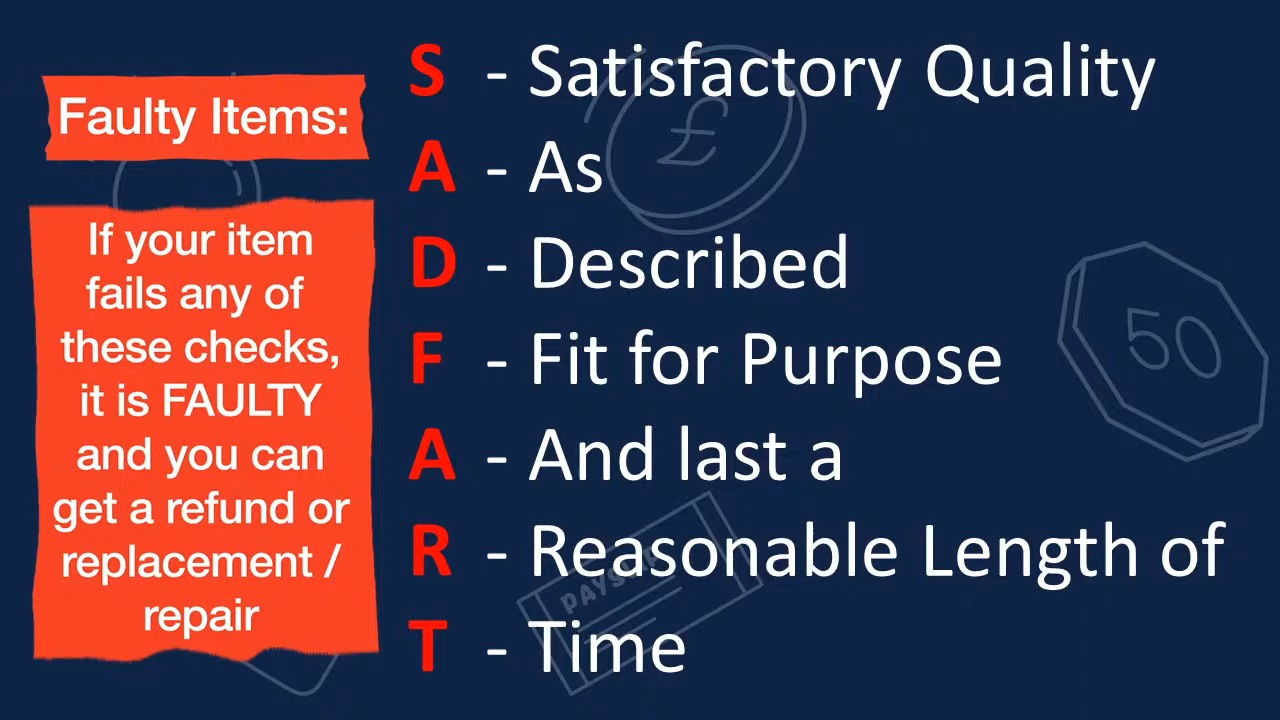 Faulty Items:
If your item
fails any of
these checks,
it is FAULTY
and you can
get a refund or
replacement /
repair
S - Satisfactory Quality
A - As
D - Described
F - Fit for Purpose
A - And last a
R - Reasonable Length of
T - Time
£
50